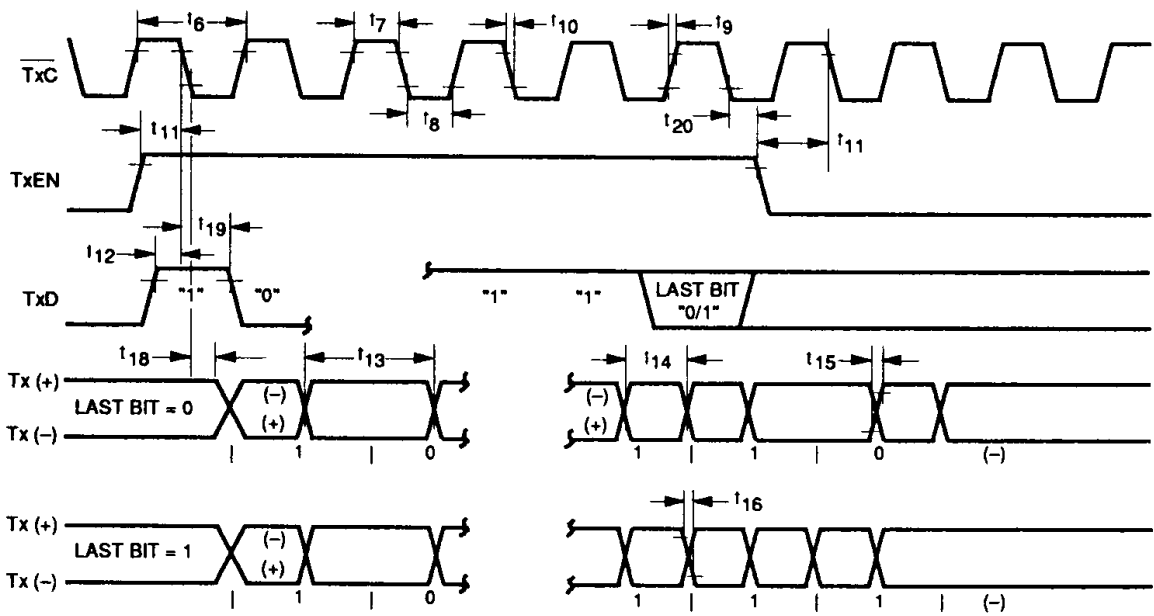 t6 t7 t10 t9
TxC
t8 t20 t11
t11
TxEN
t19
t12
TxD "1" "0" "1" "1" LAST BIT "0/1"
t18 t13 t14 t15
Tx (+) (–) (–)
LAST BIT = 0
Tx (–) (+) (+)
| 1 | 0 1 | 1 | 0 (–)
t16
Tx (+) (–)
LAST BIT = 1
Tx (–) (+)
| 1 | 0 1 | 1 | 1 | (–)